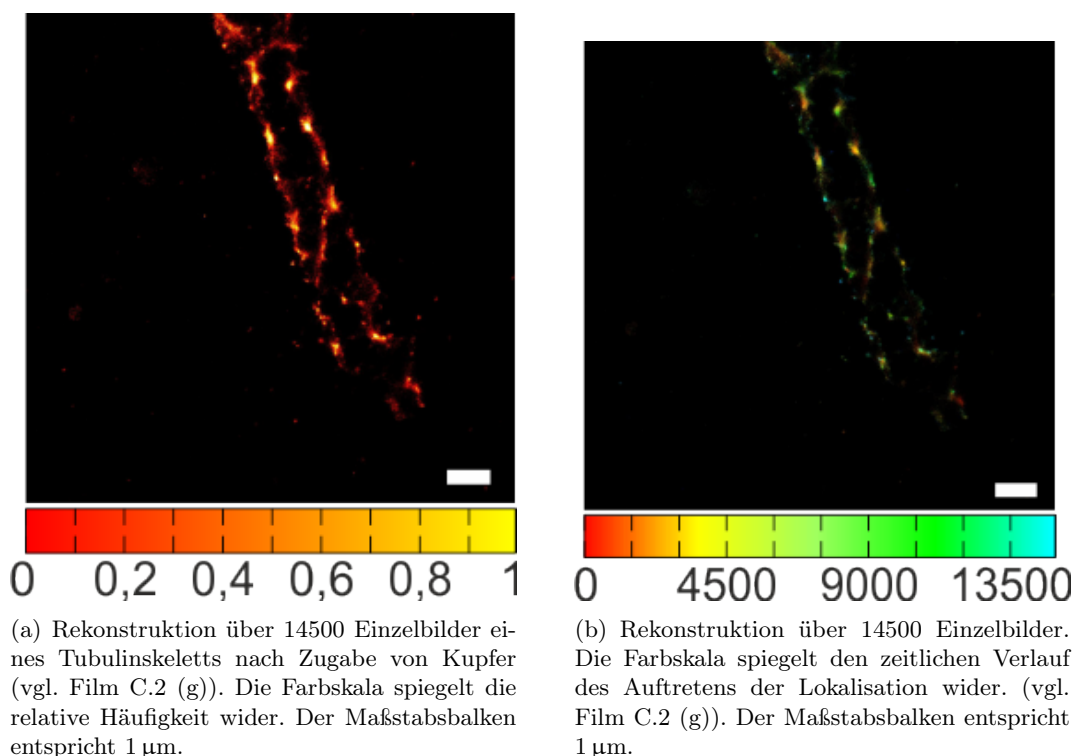 0 0,2 0,4 0,6 0,8 1
(a) Rekonstruktion über 14500 Einzelbilder ei-
nes Tubulinskeletts nach Zugabe von Kupfer
(vgl. Film C.2 (g)). Die Farbskala spiegelt die
relative Häufigkeit wider. Der Maßstabsbalken
entspricht 1 µm.
0 4500 9000 13500
(b) Rekonstruktion über 14500 Einzelbilder.
Die Farbskala spiegelt den zeitlichen Verlauf
des Auftretens der Lokalisation wider. (vgl.
Film C.2 (g)). Der Maßstabsbalken entspricht
1 µm.